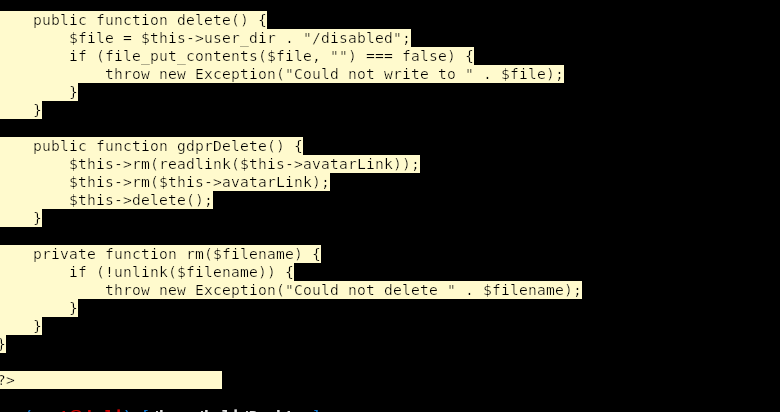 public function delete() {
$file = $this->user_dir . "/disabled";
if (file_put_contents($file, "") === false) {
throw new Exception("Could not write to " . $file);
}
}
public function gdprDelete() {
$this->rm(readlink($this->avatarLink));
$this->rm($this->avatarLink);
$this->delete();
}
private function rm($filename) {
if (!unlink($filename)) {
throw new Exception("Could not delete " . $filename);
}
}
}
?>